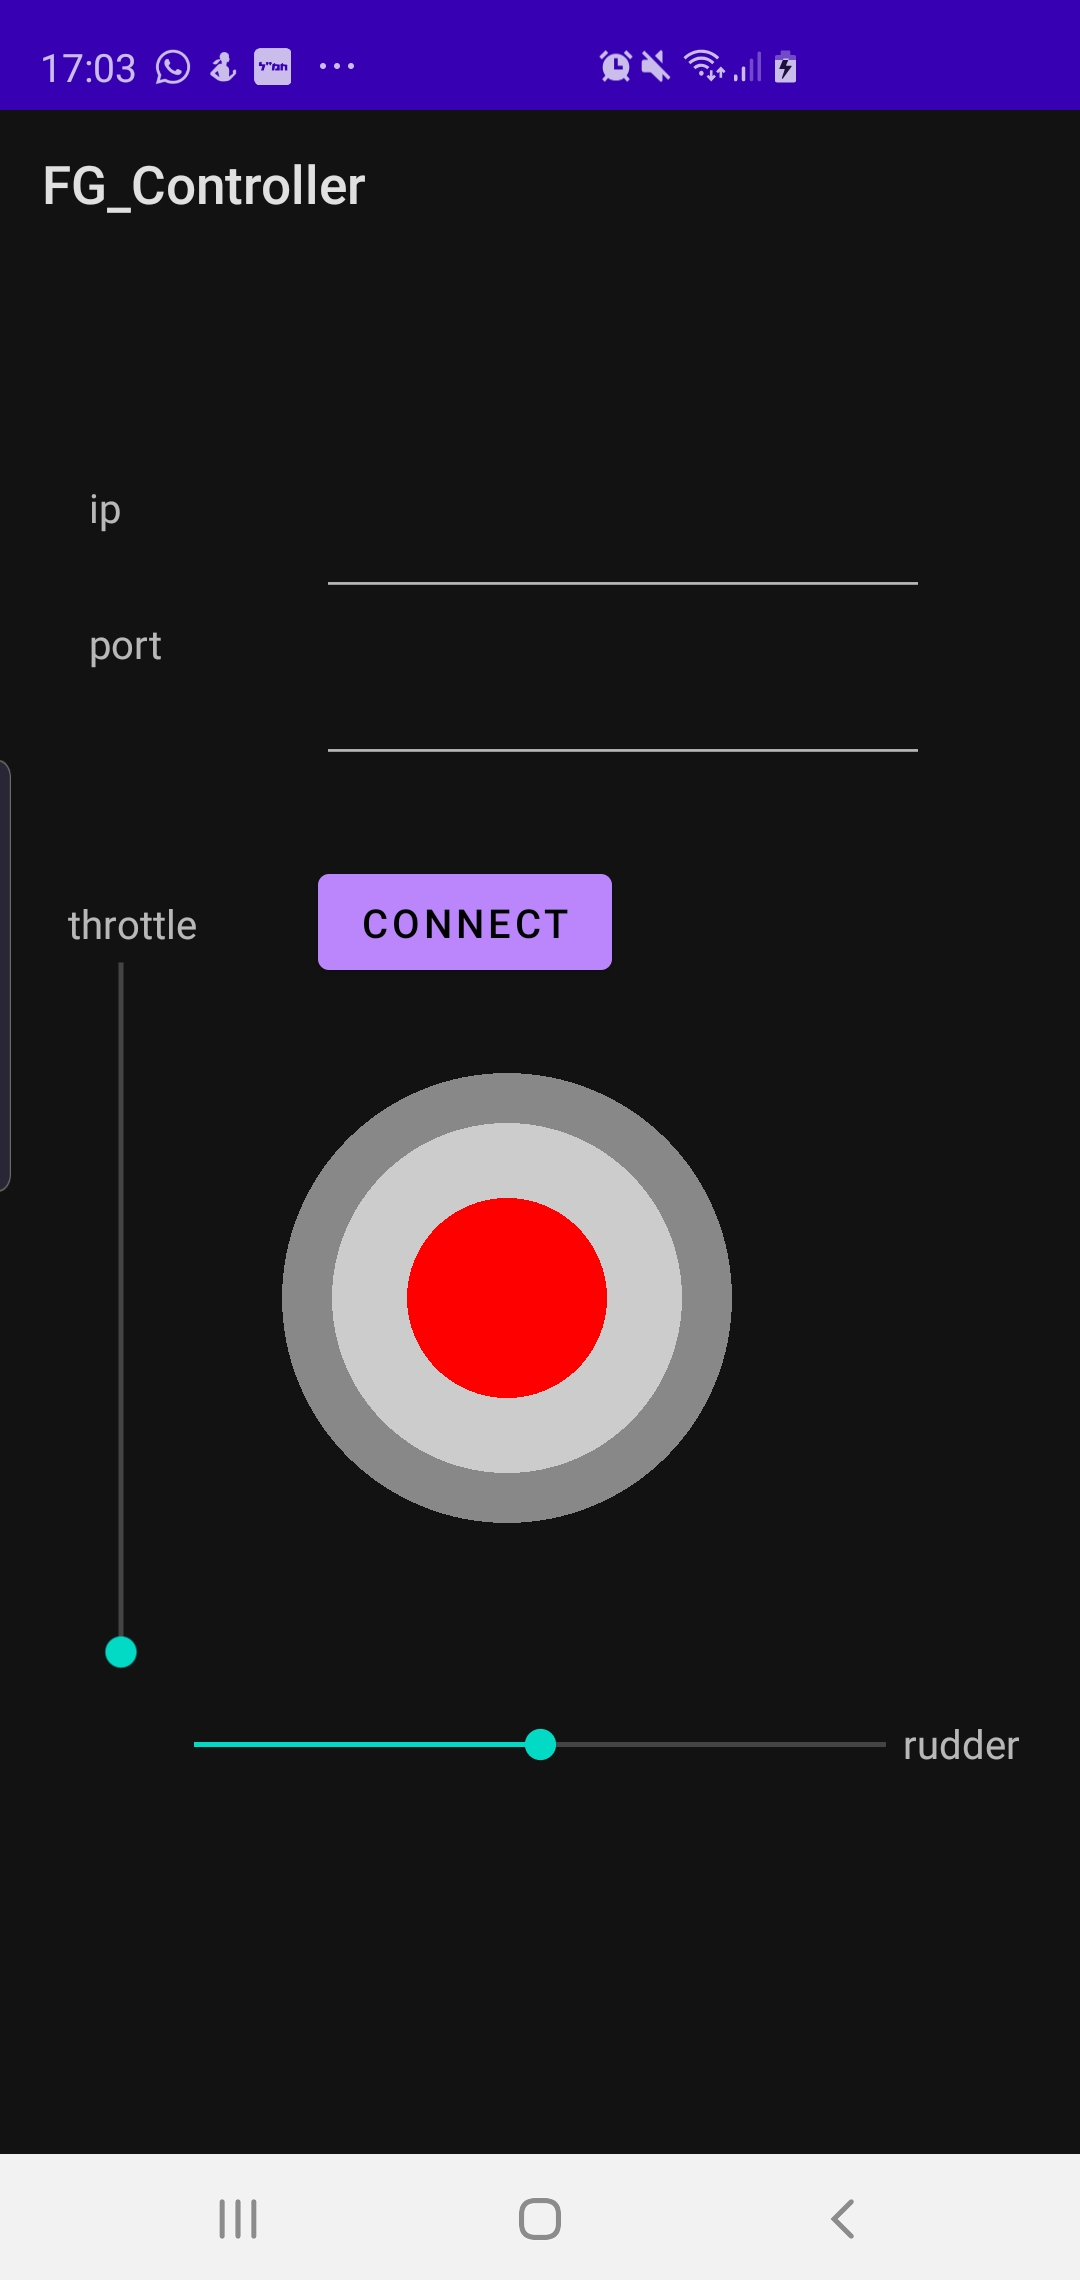 17:03
FG_Controller
ip
port
throttle
CONNECT
rudder